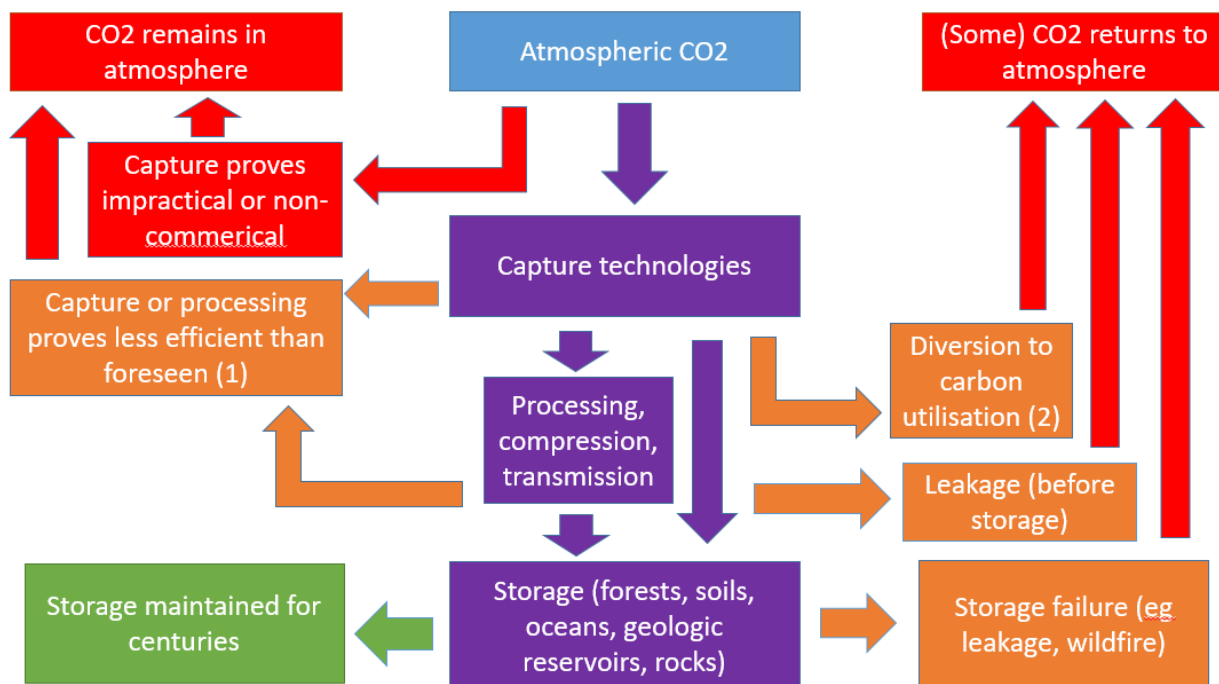 CO2 remains in
atmosphere
Atmospheric CO2
(Some) CO2 returns to
atmosphere
Capture proves
impractical or non-
commerical
Capture technologies
Capture or processing
proves less efficient than
foreseen (1)
Diversion to
carbon
utilisation (2)
Processing,
compression,
transmission
Leakage (before
storage)
Storage maintained for
centuries
Storage (forests, soils,
oceans, geologic
reservoirs, rocks)
Storage failure (eg
leakage, wildfire)